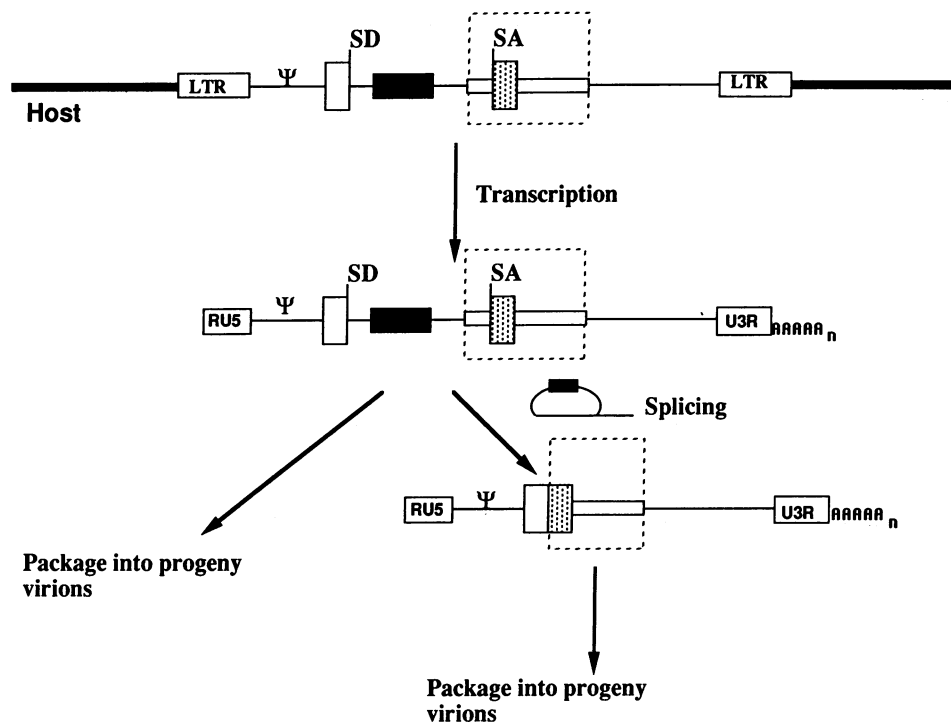 SD
SA
LTR
Ψ
LTR
Host
Transcription
SD
SA
RU5
Ψ
U3R
AAAAA n
Splicing
RU5
Ψ
U3R
AAAAA n
Package into progeny
virions
Package into progeny
virions